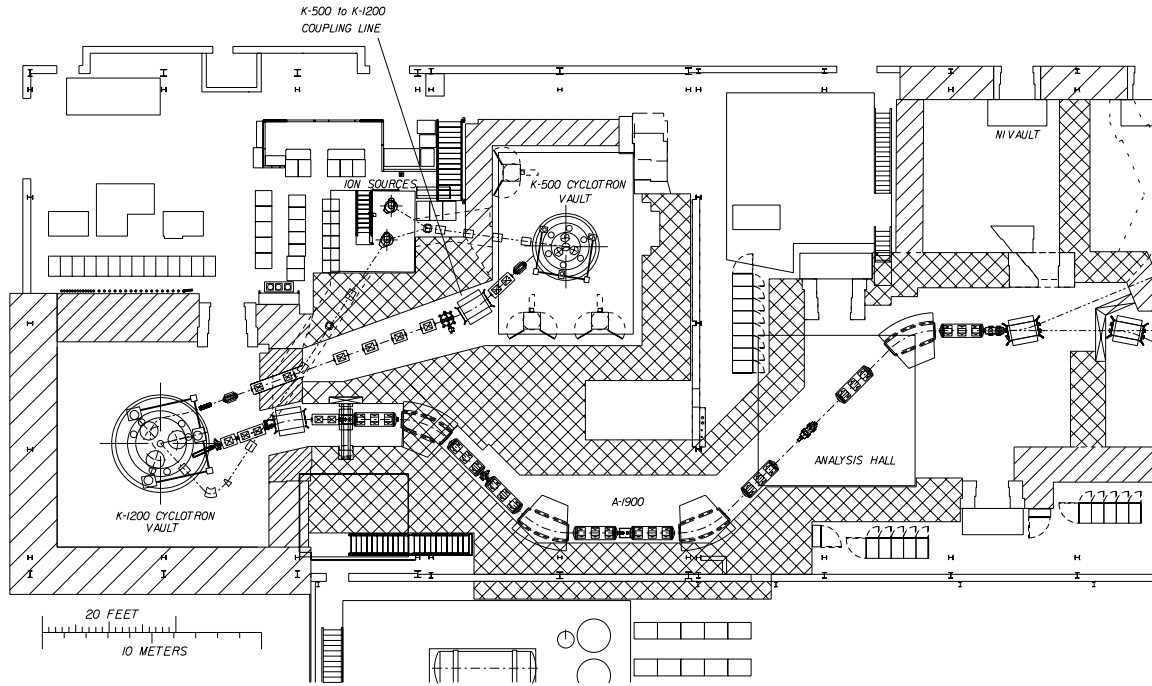 K-500 to K-1200
COUPLING LINE
NI VAULT
ION SOURCES
K-500 CYCLOTRON
VAULT
ANALYSIS HALL
A-1900
K-1200 CYCLOTRON
VAULT
20 FEET
10 METERS